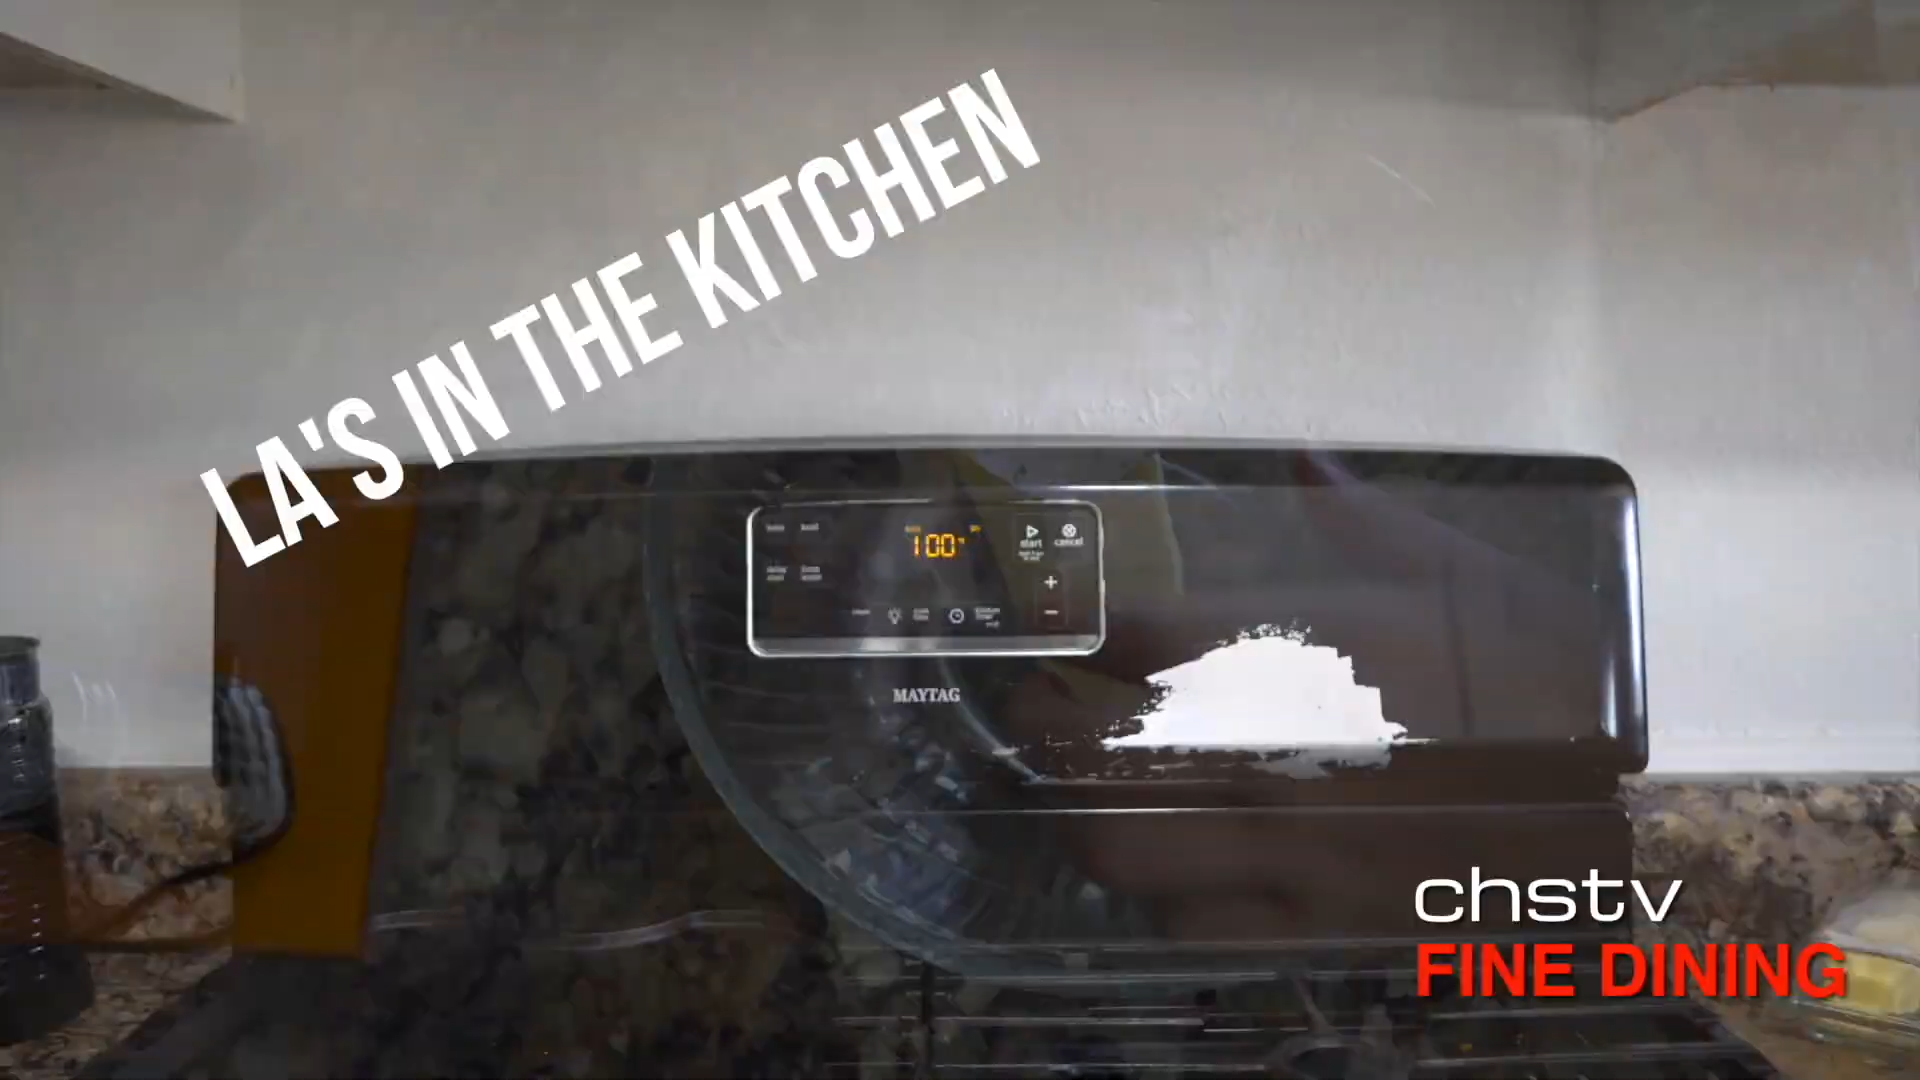 LA'S IN THE KITCHEN
100°
start
cancel
+
−
MAYTAG
chstv
FINE DINING